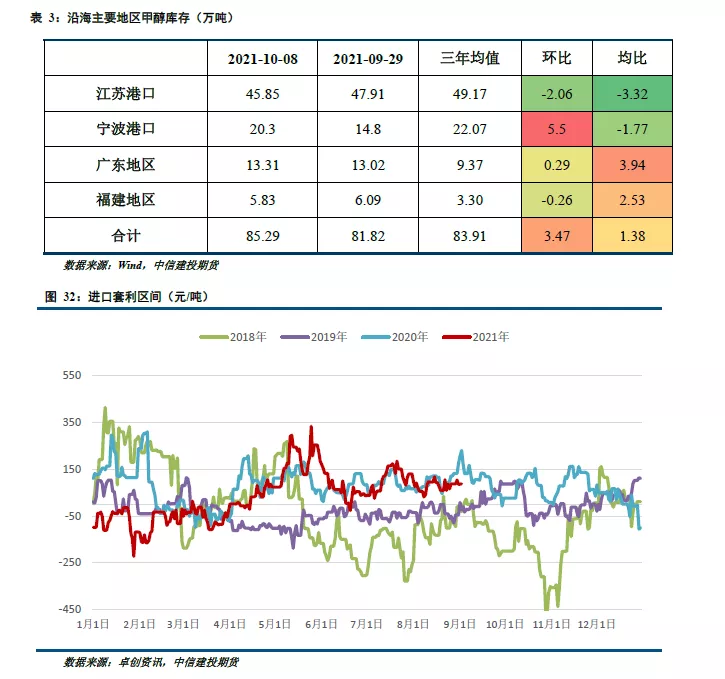 表 3：沿海主要地区甲醇库存（万吨）
2021-10-08 2021-09-29 三年均值 环比 均比
江苏港口 45.85 47.91 49.17 -2.06 -3.32
宁波港口 20.3 14.8 22.07 5.5 -1.77
广东地区 13.31 13.02 9.37 0.29 3.94
福建地区 5.83 6.09 3.30 -0.26 2.53
合计 85.29 81.82 83.91 3.47 1.38
数据来源：Wind，中信建投期货
图 32：进口套利区间（元/吨）
2018年 2019年 2020年 2021年
550
350
150
-50
-250
-450
1月1日 2月1日 3月1日 4月1日 5月1日 6月1日 7月1日 8月1日 9月1日 10月1日 11月1日 12月1日
数据来源：卓创资讯，中信建投期货